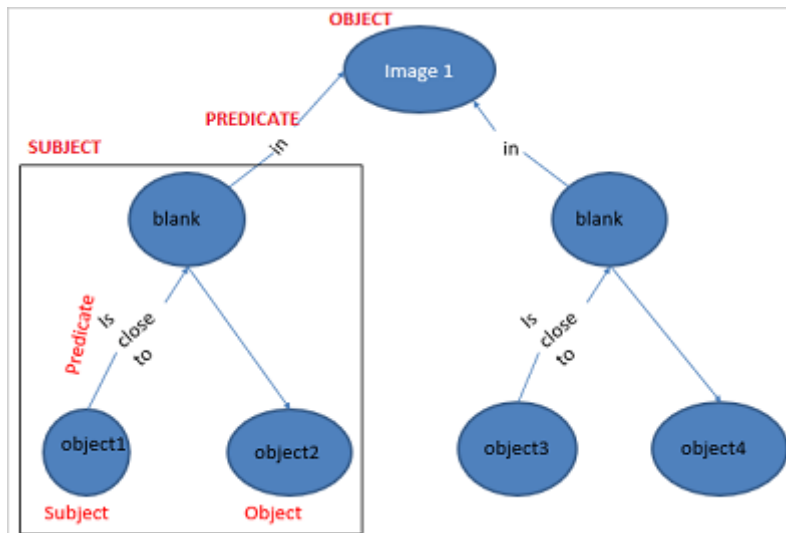 OBJECT
Image 1
PREDICATE
in
in
SUBJECT
blank
blank
Predicate
Is
close
to
Is
close
to
object1
object2
object3
object4
Subject
Object